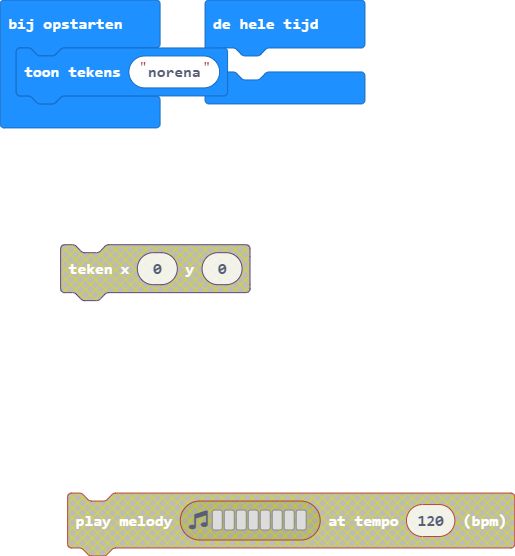 bij opstarten
de hele tijd
toon tekens "norena"
teken x 0 y 0
play melody at tempo 120 (bpm)